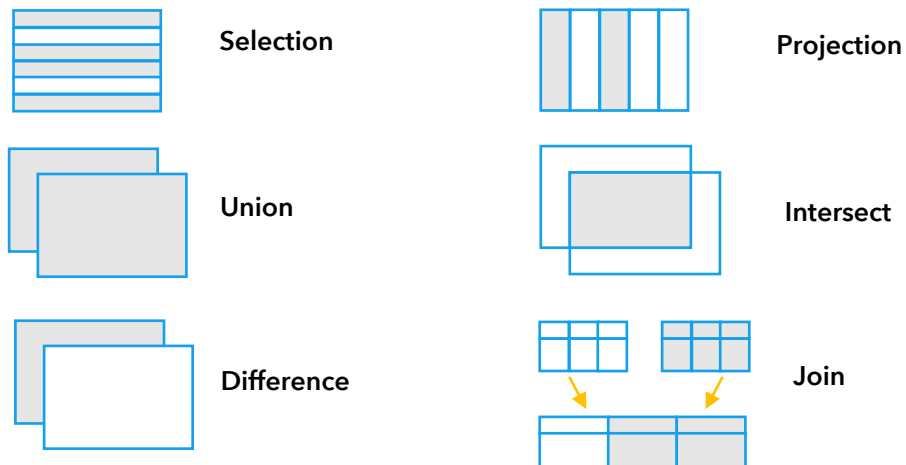 Selection
Projection
Union
Intersect
Difference
Join